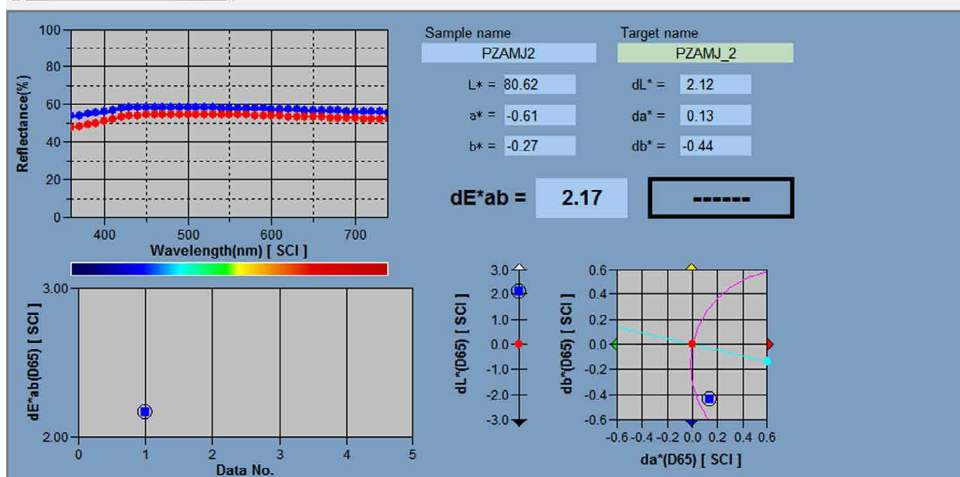 Sample name
PZAMJ2
L* = 80.62
a* = -0.61
b* = -0.27
Target name
PZAMJ_2
dL* = 2.12
da* = 0.13
db* = -0.44
dE*ab = 2.17
------
Reflectance(%)
100
80
60
40
20
0
400 500 600 700
Wavelength(nm) [ SCI ]
dE*ab(D65) [ SCI ]
3.00
2.00
0 1 2 3 4 5
Data No.
dL*(D65) [ SCI ]
3.0
2.0
1.0
0.0
-1.0
-2.0
-3.0
db*(D65) [ SCI ]
0.6
0.4
0.2
0.0
-0.2
-0.4
-0.6
-0.6 -0.4 -0.2 0.0 0.2 0.4 0.6
da*(D65) [ SCI ]